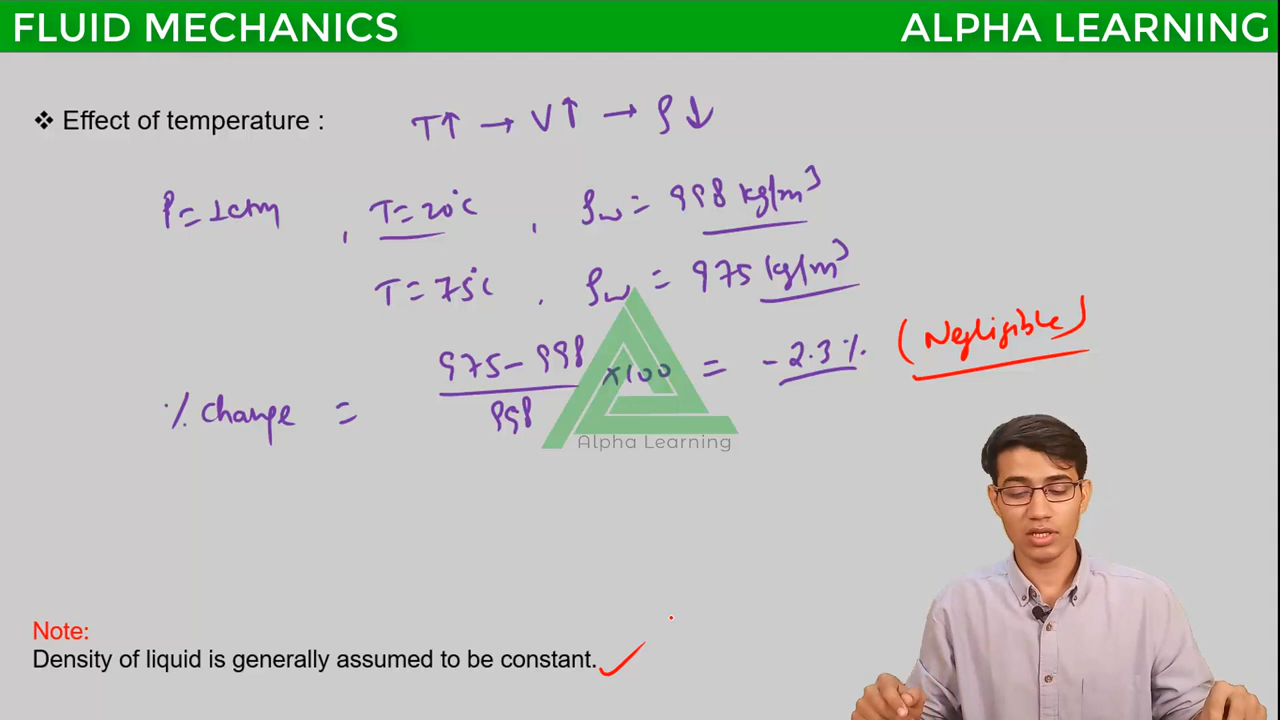 FLUID MECHANICS
ALPHA LEARNING
❖ Effect of temperature : T↑ → V↑ → ρ↓
P = 1atm , T = 20°C , ρw = 998 kg/m³
T = 75°C , ρw = 975 kg/m³
% change = (975 - 998)/998 × 100 = - 2.3 % (Negligible)
Alpha Learning
Note:
Density of liquid is generally assumed to be constant. ✓